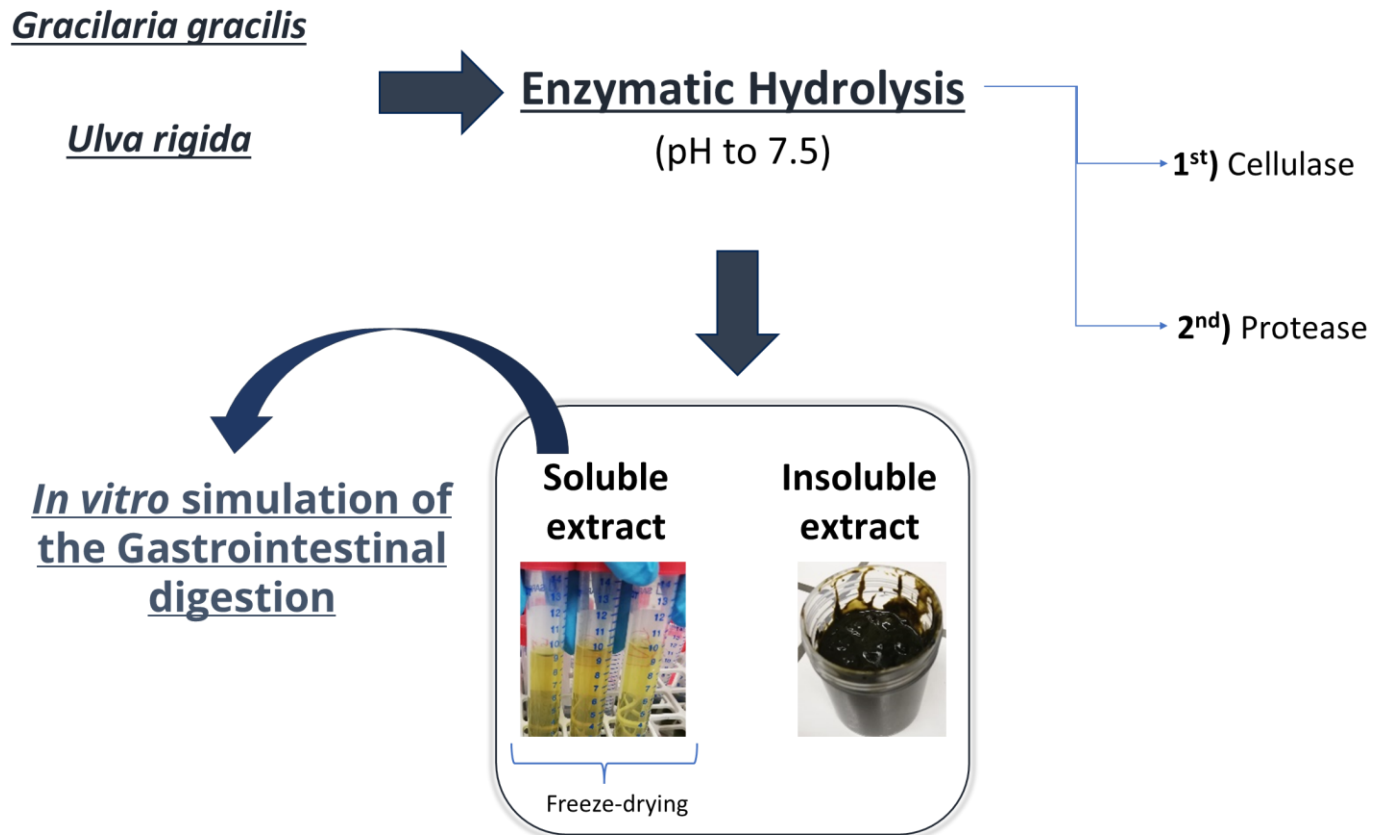 Gracilaria gracilis
Ulva rigida
Enzymatic Hydrolysis
(pH to 7.5)
1st) Cellulase
2nd) Protease
In vitro simulation of
the Gastrointestinal
digestion
Soluble
extract
Insoluble
extract
Freeze-drying